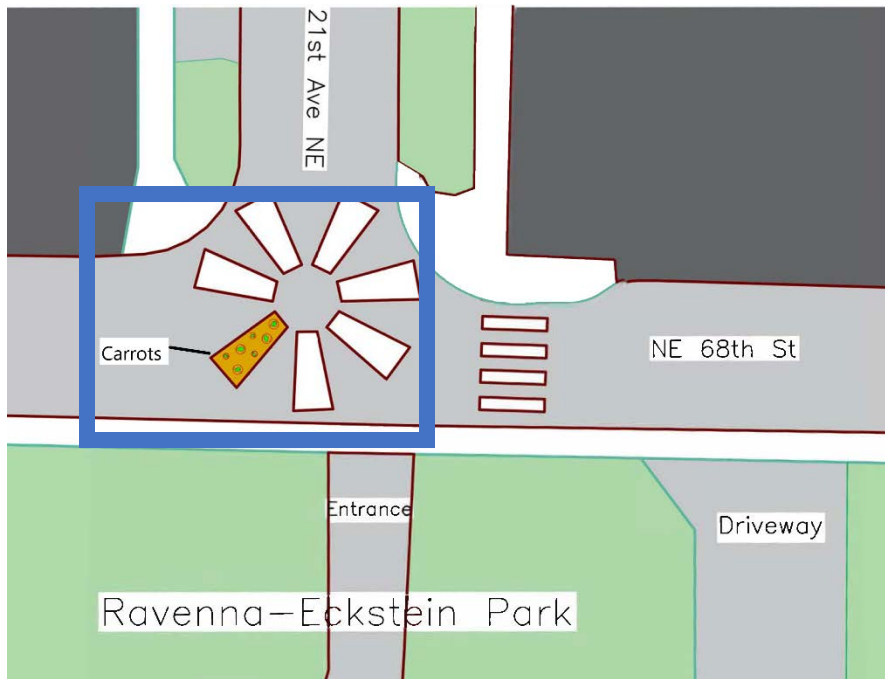 21st Ave NE
Carrots
NE 68th St
Entrance
Driveway
Ravenna-Eckstein Park